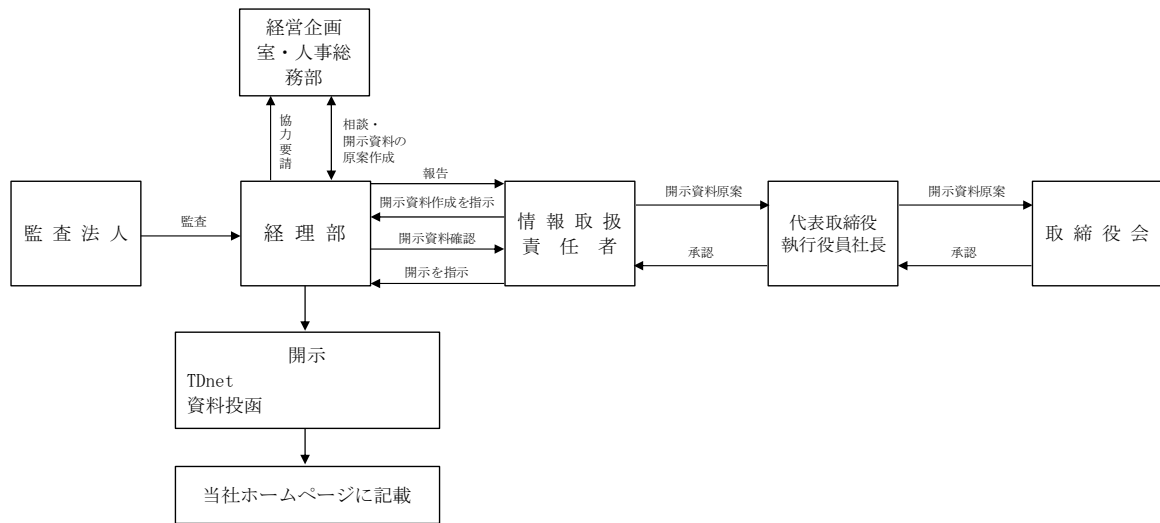 経営企画
室・人事総
務部
協力要請
相談・
開示資料の
原案作成
監査法人
監査
経理部
報告
開示資料作成を指示
開示資料確認
開示を指示
情報取扱
責任者
開示資料原案
承認
代表取締役
執行役員社長
開示資料原案
承認
取締役会
開示
TDnet
資料投函
当社ホームページに記載